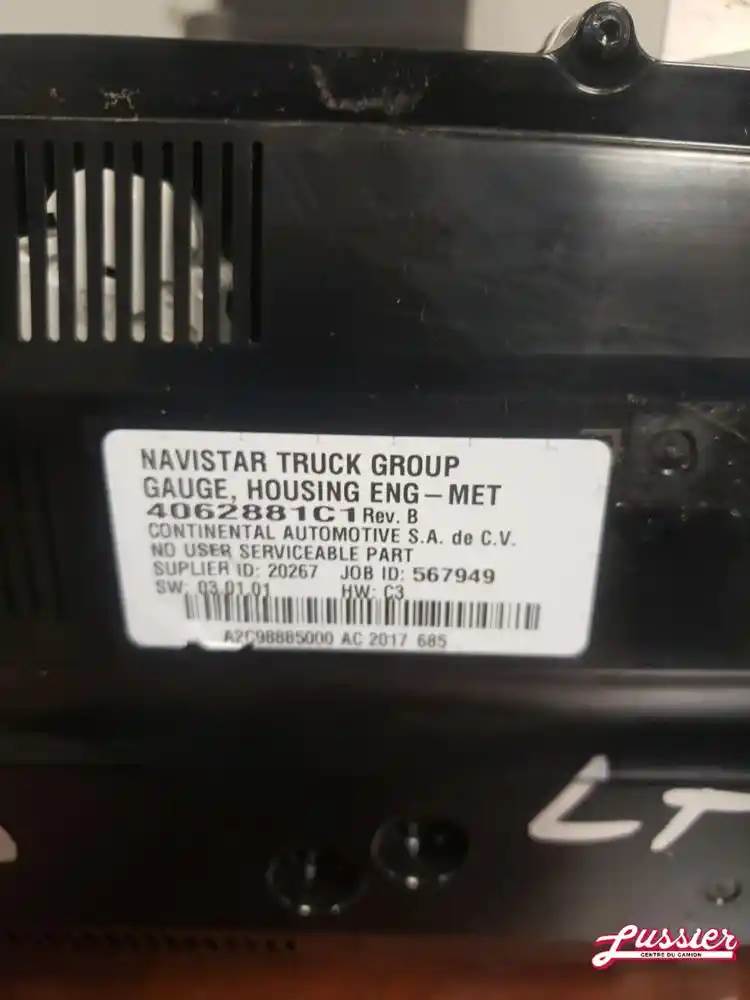 NAVISTAR TRUCK GROUP
GAUGE, HOUSING ENG-MET
4062881C1 Rev. B
CONTINENTAL AUTOMOTIVE S.A. de C.V.
NO USER SERVICEABLE PART
SUPLIER ID: 20267 JOB ID: 567949
SW: 03.01.01 HW: C3
A2C98885000 AC 2017 685
LT
Lussier
CENTRE DU CAMION